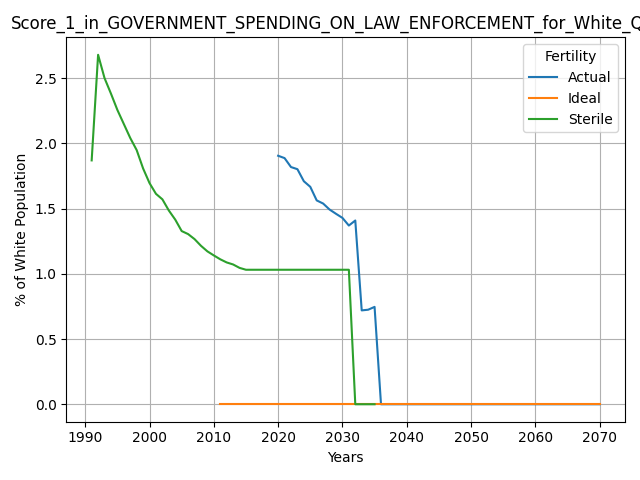 Score_1_in_GOVERNMENT_SPENDING_ON_LAW_ENFORCEMENT_for_White_Q
Fertility
Actual
Ideal
Sterile
% of White Population
2.5
2.0
1.5
1.0
0.5
0.0
1990 2000 2010 2020 2030 2040 2050 2060 2070
Years